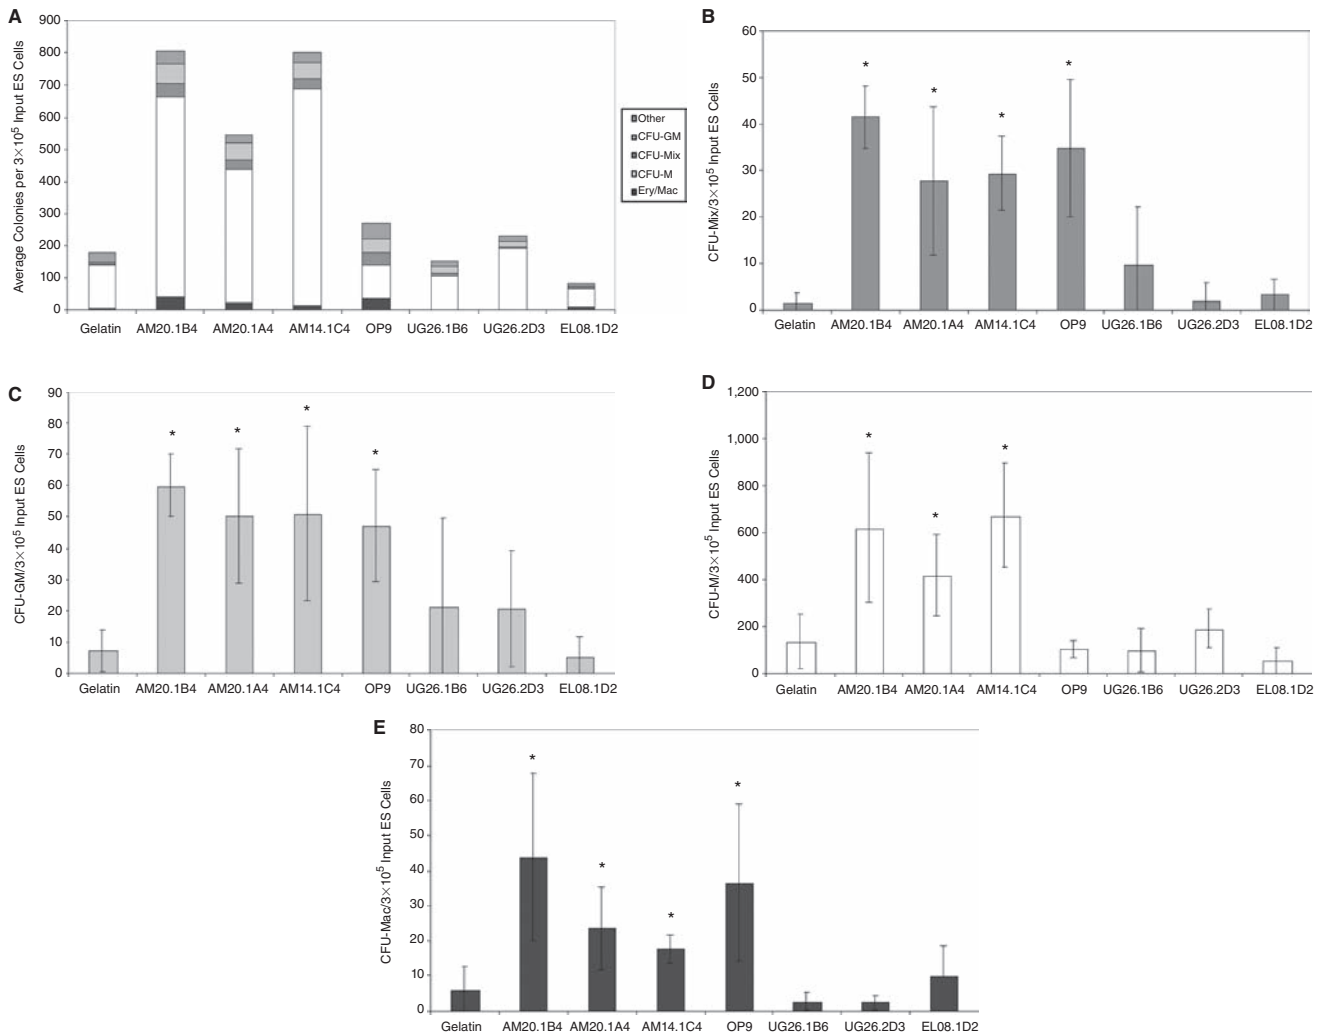 A
Average Colonies per 3×10⁵ Input ES Cells
900
800
700
600
500
400
300
200
100
0
Gelatin AM20.1B4 AM20.1A4 AM14.1C4 OP9 UG26.1B6 UG26.2D3 EL08.1D2
Other
CFU-GM
CFU-Mix
CFU-M
Ery/Mac
B
CFU-Mix/3×10⁵ Input ES Cells
60
50
40
30
20
10
0
* * * *
Gelatin AM20.1B4 AM20.1A4 AM14.1C4 OP9 UG26.1B6 UG26.2D3 EL08.1D2
C
CFU-GM/3×10⁵ Input ES Cells
90
80
70
60
50
40
30
20
10
0
* * * *
Gelatin AM20.1B4 AM20.1A4 AM14.1C4 OP9 UG26.1B6 UG26.2D3 EL08.1D2
D
CFU-M/3×10⁵ Input ES Cells
1,200
1,000
800
600
400
200
0
* * *
Gelatin AM20.1B4 AM20.1A4 AM14.1C4 OP9 UG26.1B6 UG26.2D3 EL08.1D2
E
CFU-Mac/3×10⁵ Input ES Cells
80
70
60
50
40
30
20
10
0
* * * *
Gelatin AM20.1B4 AM20.1A4 AM14.1C4 OP9 UG26.1B6 UG26.2D3 EL08.1D2